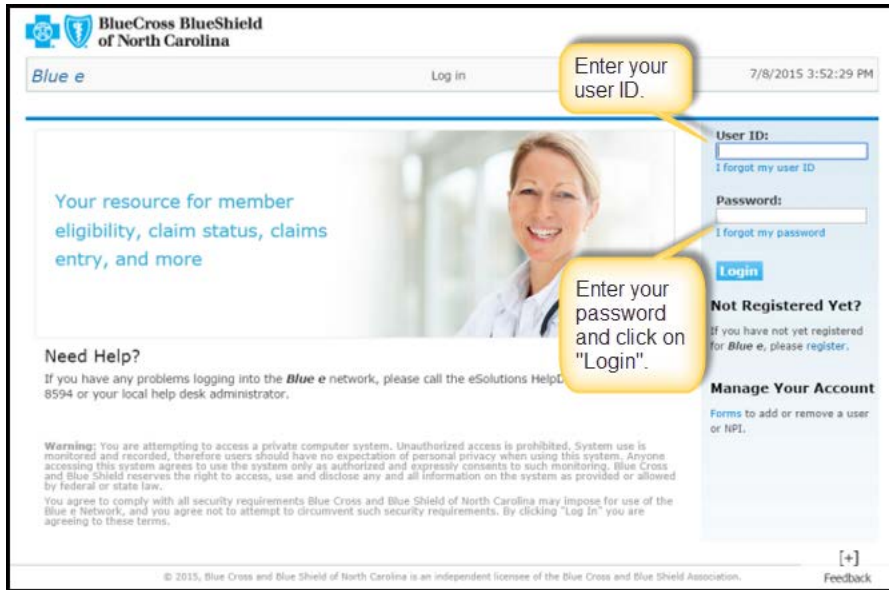 BlueCross BlueShield
of North Carolina
Blue e
Log in
7/8/2015 3:52:29 PM
Enter your
user ID.
User ID:
I forgot my user ID
Password:
I forgot my password
Login
Enter your
password
and click on
"Login".
Your resource for member
eligibility, claim status, claims
entry, and more
Not Registered Yet?
If you have not yet registered
for Blue e, please register.
Manage Your Account
Forms to add or remove a user
or NPI.
Need Help?
If you have any problems logging into the Blue e network, please call the eSolutions
8594 or your local help desk administrator.
Warning: You are attempting to access a private computer system. Unauthorized access is prohibited. System use is
monitored and recorded, therefore users should have no expectation of personal privacy when using this system. Anyone
accessing this system agrees to use the system only as authorized and expressly consents to such monitoring. Blue Cross
and Blue Shield reserves the right to access, use and disclose any and all information on the system as provided or allowed
by federal or state law.
You agree to comply with all security requirements Blue Cross and Blue Shield of North Carolina may impose for use of the
Blue e Network, and you agree not to attempt to circumvent such security requirements. By clicking "Log In" you are
agreeing to these terms.
[+]
Feedback
© 2015, Blue Cross and Blue Shield of North Carolina is an independent licensee of the Blue Cross and Blue Shield Association.